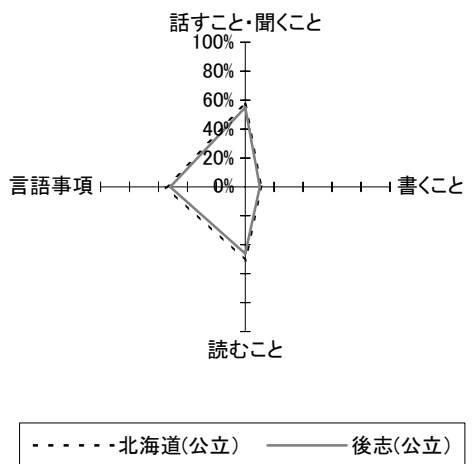 話すこと・聞くこと
100%
80%
60%
40%
20%
0%
言語事項
書くこと
読むこと
北海道(公立)
後志(公立)